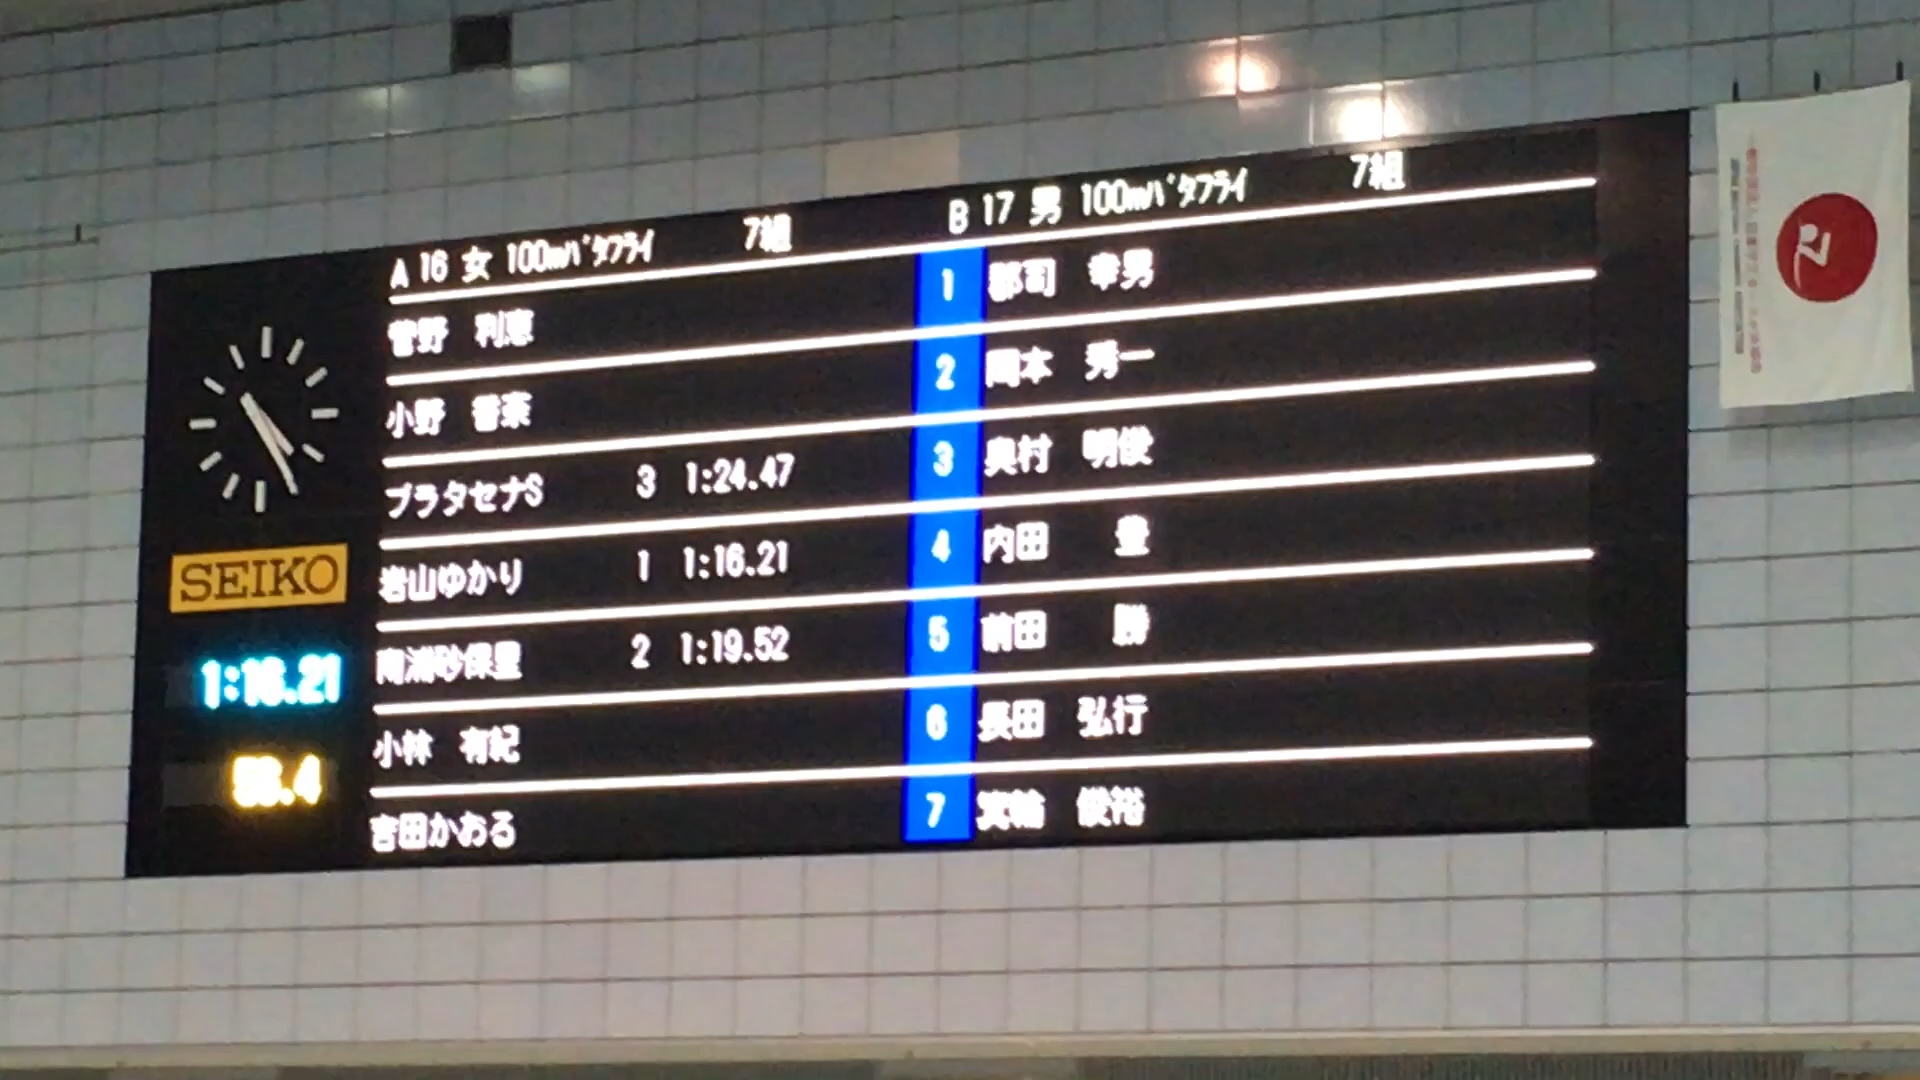 A 16 女 100mﾊﾞﾀﾌﾗｲ 7組
B 17 男 100mﾊﾞﾀﾌﾗｲ 7組
菅野 利恵
小野 香奈
プラタセナS 3 1:24.47
岩山ゆかり 1 1:16.21
南浦砂保里 2 1:19.52
小林 有紀
吉田かおる
1 郡司 幸男
2 岡本 秀一
3 奥村 明俊
4 内田 豊
5 前田 勝
6 長田 弘行
7 箕輪 俊裕
SEIKO
1:16.21